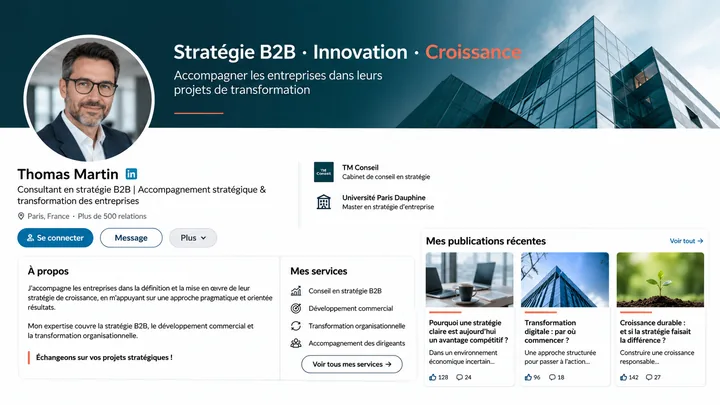 Stratégie B2B · Innovation · Croissance
Accompagner les entreprises dans leurs
projets de transformation
Thomas Martin in
Consultant en stratégie B2B | Accompagnement stratégique &
transformation des entreprises
Paris, France · Plus de 500 relations
Se connecter
Message
Plus
TM
Conseil
TM Conseil
Cabinet de conseil en stratégie
Université Paris Dauphine
Master en stratégie d'entreprise
À propos
J'accompagne les entreprises dans la définition et la mise en œuvre de leur
stratégie de croissance, en m'appuyant sur une approche pragmatique et orientée
résultats.
Mon expertise couvre la stratégie B2B, le développement commercial et
la transformation organisationnelle.
Échangeons sur vos projets stratégiques !
Mes services
Conseil en stratégie B2B
Développement commercial
Transformation organisationnelle
Accompagnement des dirigeants
Voir tous mes services →
Mes publications récentes
Voir tout →
Pourquoi une stratégie
claire est aujourd'hui
un avantage compétitif ?
Dans un environnement
économique incertain...
128 24
Transformation
digitale : par où
commencer ?
Une approche structurée
pour passer à l'action...
96 18
Croissance durable :
et si la stratégie faisait
la différence ?
Construire une croissance
responsable...
142 27